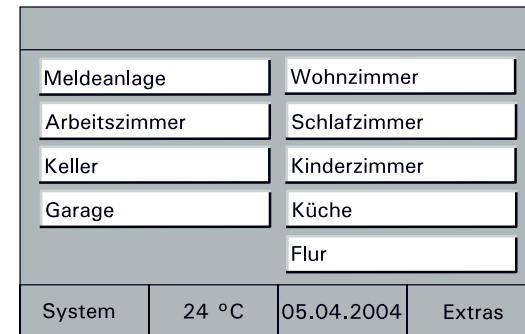 Meldeanlage
Arbeitszimmer
Keller
Garage
Wohnzimmer
Schlafzimmer
Kinderzimmer
Küche
Flur
System 24 °C 05.04.2004 Extras